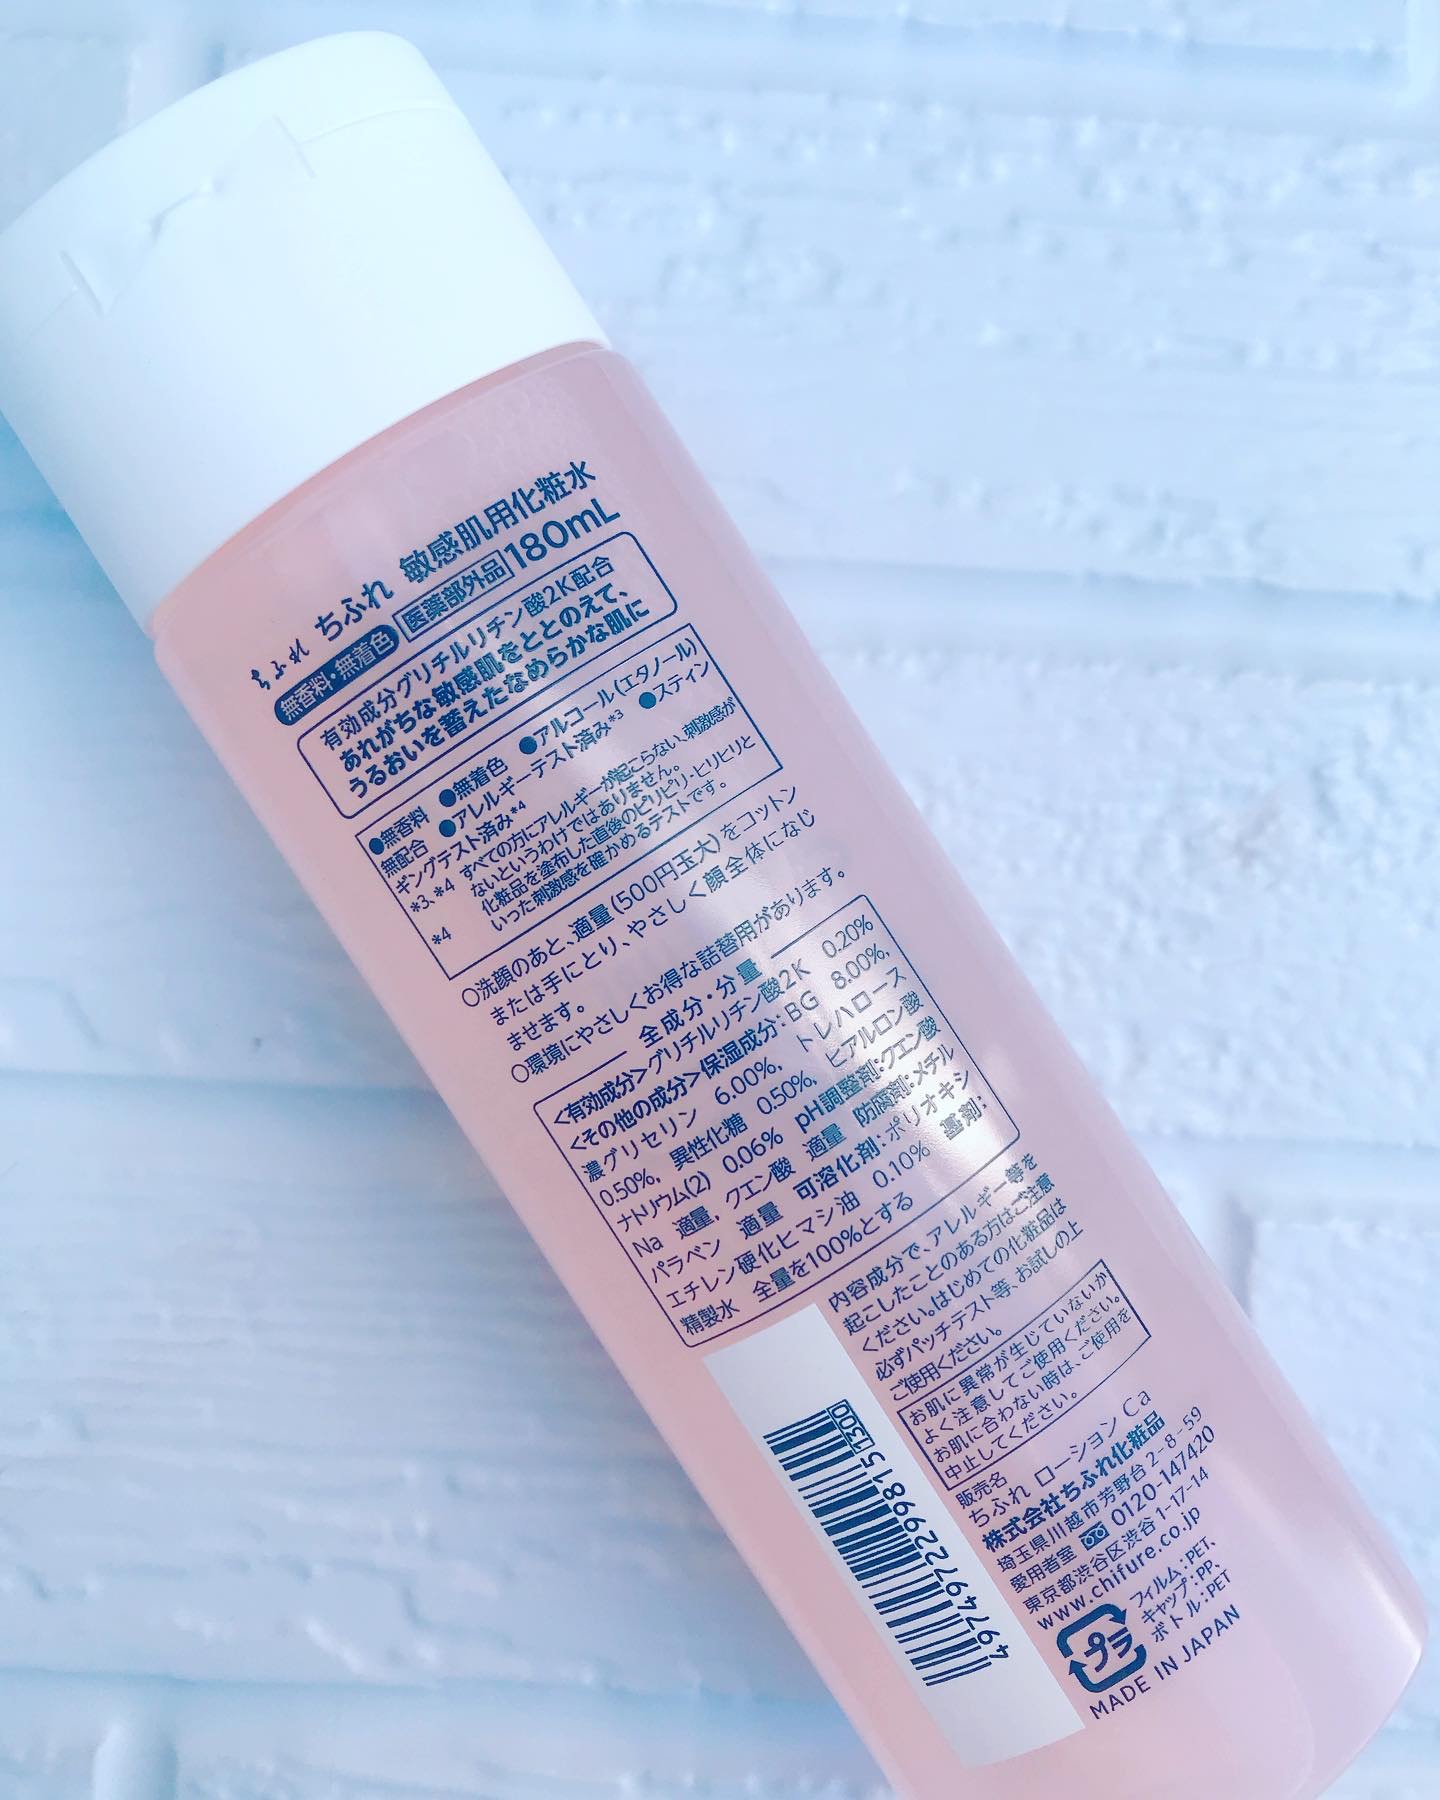 ちふれ ちふれ 敏感肌用化粧水
無香料・無着色 医薬部外品 180mL
有効成分グリチルリチン酸2K配合
あれがちな敏感肌をととのえて、
うるおいを蓄えたなめらかな肌に
●無香料 ●無着色 ●アルコール(エタノール)
無配合 ●アレルギーテスト済み*3 ●スティン
ギングテスト済み*4
*3、*4 すべての方にアレルギーが起こらない、刺激感が
ないというわけではありません。
*4 化粧品を塗布した直後のピリピリ・ヒリヒリと
いった刺激感を確かめるテストです。
○洗顔のあと、適量(500円玉大)をコットン
または手にとり、やさしく顔全体になじ
ませます。
○環境にやさしくお得な詰替用があります。
全成分・分量
<有効成分>グリチルリチン酸2K 0.20%
<その他の成分>保湿成分:BG 8.00%,
濃グリセリン 6.00%, トレハロース
0.50%, 異性化糖 0.50%, ヒアルロン酸
ナトリウム(2) 0.06% pH調整剤:クエン酸
Na 適量, クエン酸 適量 防腐剤:メチル
パラベン 適量 可溶化剤:ポリオキシ
エチレン硬化ヒマシ油 0.10% 基剤:
精製水 全量を100%とする
内容成分で、アレルギー等を
起こしたことのある方はご注意
ください。はじめての化粧品は
必ずパッチテスト等、お試しの上
ご使用ください。
お肌に異常が生じていないか
よく注意してご使用ください。
お肌に合わない時は、ご使用を
中止してください。
販売名
ちふれ ローション Ca
株式会社ちふれ化粧品
埼玉県川越市芳野台2-8-59
愛用者室 0120-147420
東京都渋谷区渋谷1-17-14
www.chifure.co.jp
プラ
フィルム:PET、
キャップ:PP、
ボトル:PET
MADE IN JAPAN
1300
4974972299815